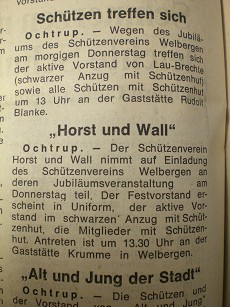 Schützen treffen sich
Ochtrup. – Wegen des Jubilä-
ums des Schützenvereins Welbergen
am morgigen Donnerstag treffen sich
der aktive Vorstand von Lau-Brechte
(schwarzer Anzug mit Schützenhut)
sowie alle Schützen mit Schützenhut
um 13 Uhr an der Gaststätte Rudolf
Blanke.
„Horst und Wall“
Ochtrup. – Der Schützenverein
Horst und Wall nimmt auf Einladung
des Schützenvereins Welbergen an
deren Jubiläumsveranstaltung am
Donnerstag teil. Der Festvorstand er-
scheint in Uniform, der aktive Vor-
stand im schwarzen Anzug mit Schüt-
zenhut, die Mitglieder mit Schützen-
hut. Antreten ist um 13.30 Uhr an der
Gaststätte Krumme in Welbergen.
„Alt und Jung der Stadt“
Ochtrup. – Die Schützen und